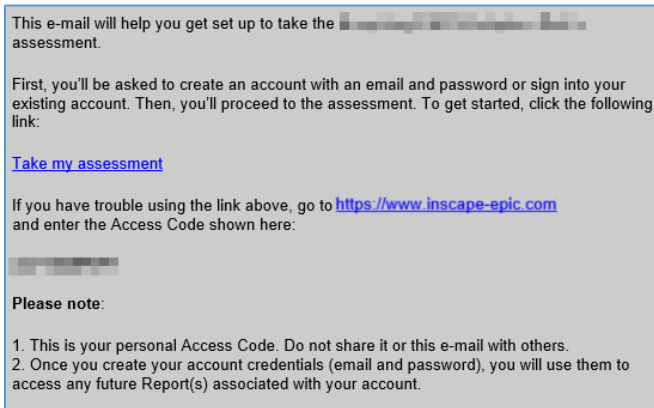 This e-mail will help you get set up to take the
assessment.
First, you'll be asked to create an account with an email and password or sign into your
existing account. Then, you'll proceed to the assessment. To get started, click the following
link:
Take my assessment
If you have trouble using the link above, go to https://www.inscape-epic.com
and enter the Access Code shown here:
Please note:
1. This is your personal Access Code. Do not share it or this e-mail with others.
2. Once you create your account credentials (email and password), you will use them to
access any future Report(s) associated with your account.